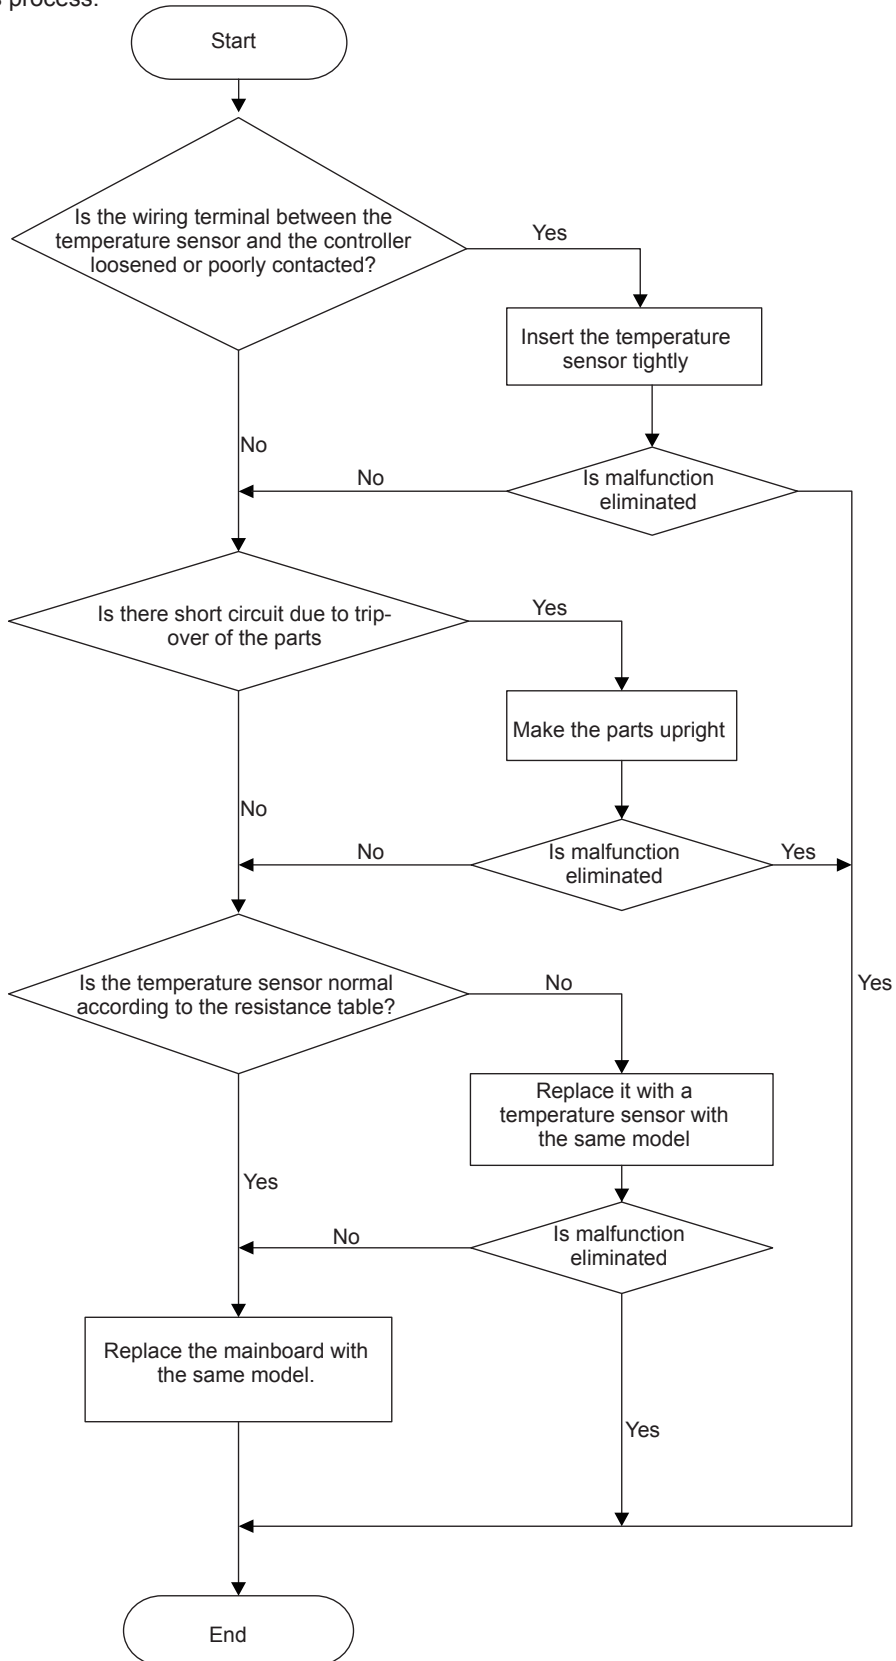 process.
Start
Is the wiring terminal between the
temperature sensor and the controller
loosened or poorly contacted?
Yes
Insert the temperature
sensor tightly
No
No
Is malfunction
eliminated
Is there short circuit due to trip-
over of the parts
Yes
Make the parts upright
No
No
Is malfunction
eliminated
Yes
Is the temperature sensor normal
according to the resistance table?
No
Yes
Replace it with a
temperature sensor with
the same model
Yes
No
Is malfunction
eliminated
Replace the mainboard with
the same model.
Yes
End